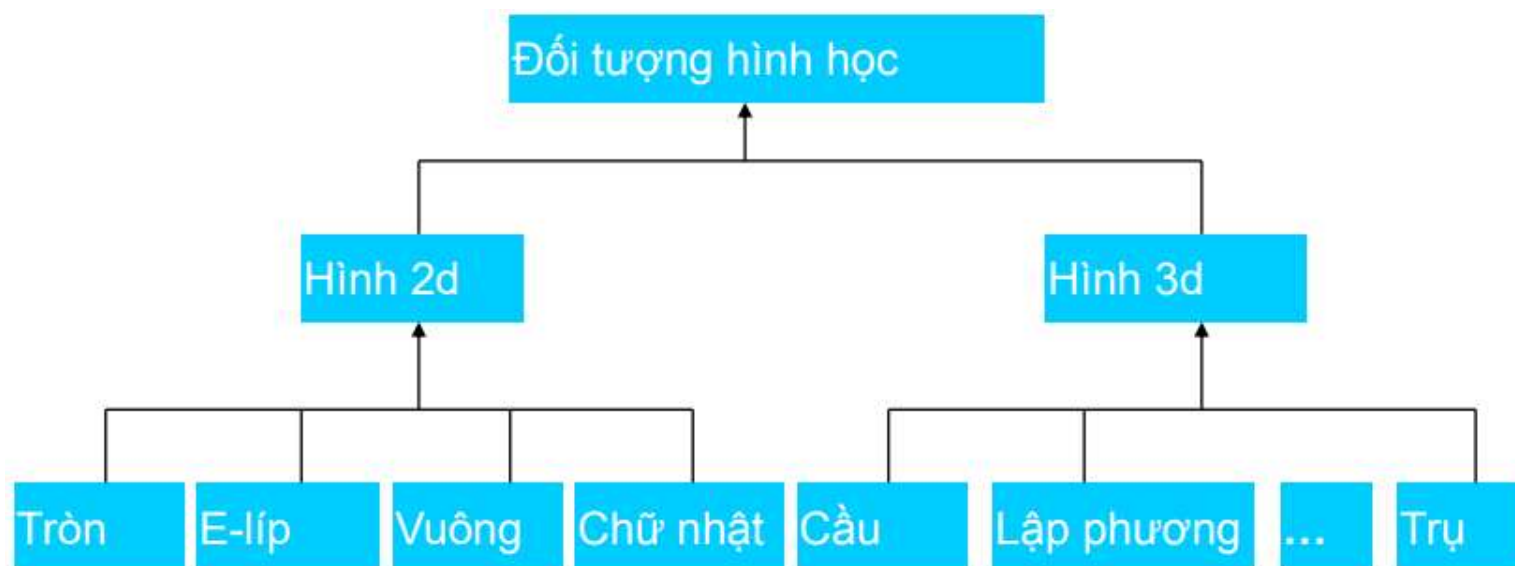 Đối tượng hình học
Hình 2d
Hình 3d
Tròn
E-líp
Vuông
Chữ nhật
Cầu
Lập phương
...
Trụ